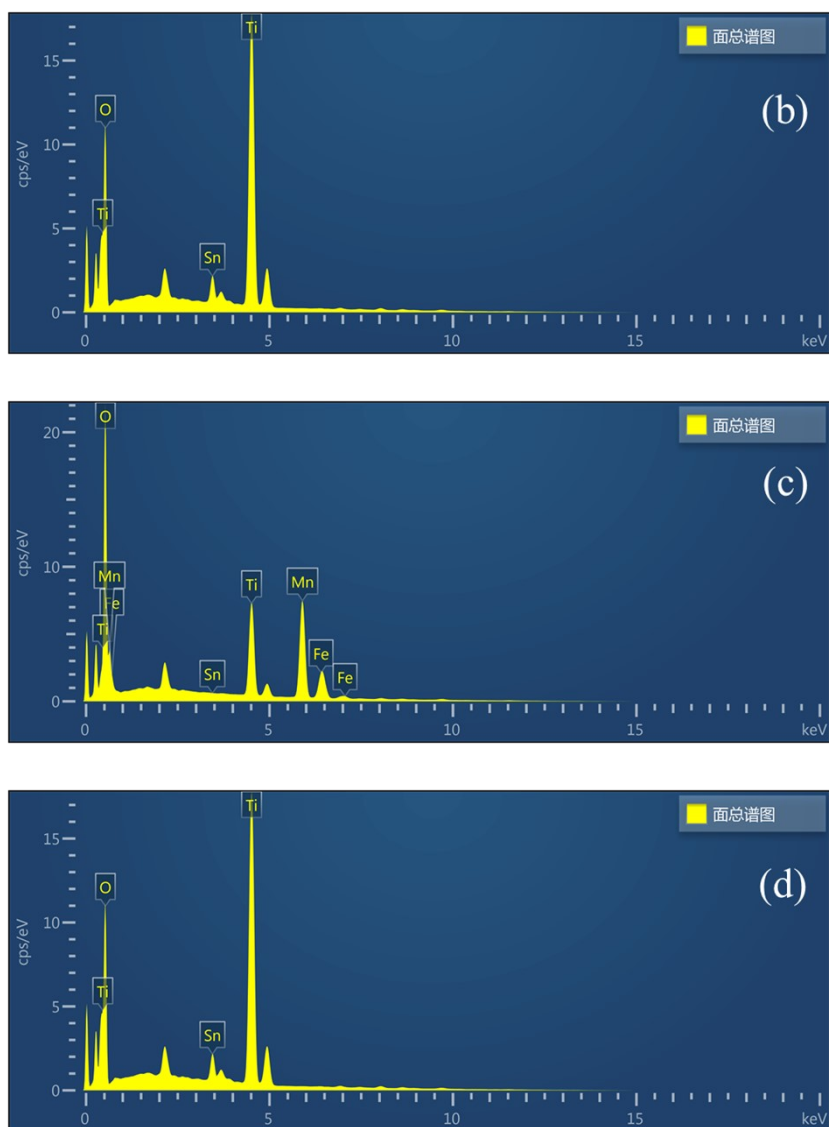 Ti
面总谱图
15
(b)
O
10
cps/eV
Ti
5
Sn
0
0 5 10 15 keV
O
面总谱图
20
(c)
cps/eV
10
Mn
Ti
Mn
Fe
Ti
Fe
Sn
Fe
0
0 5 10 15 keV
Ti
面总谱图
15
(d)
O
10
cps/eV
Ti
5
Sn
0
0 5 10 15 keV